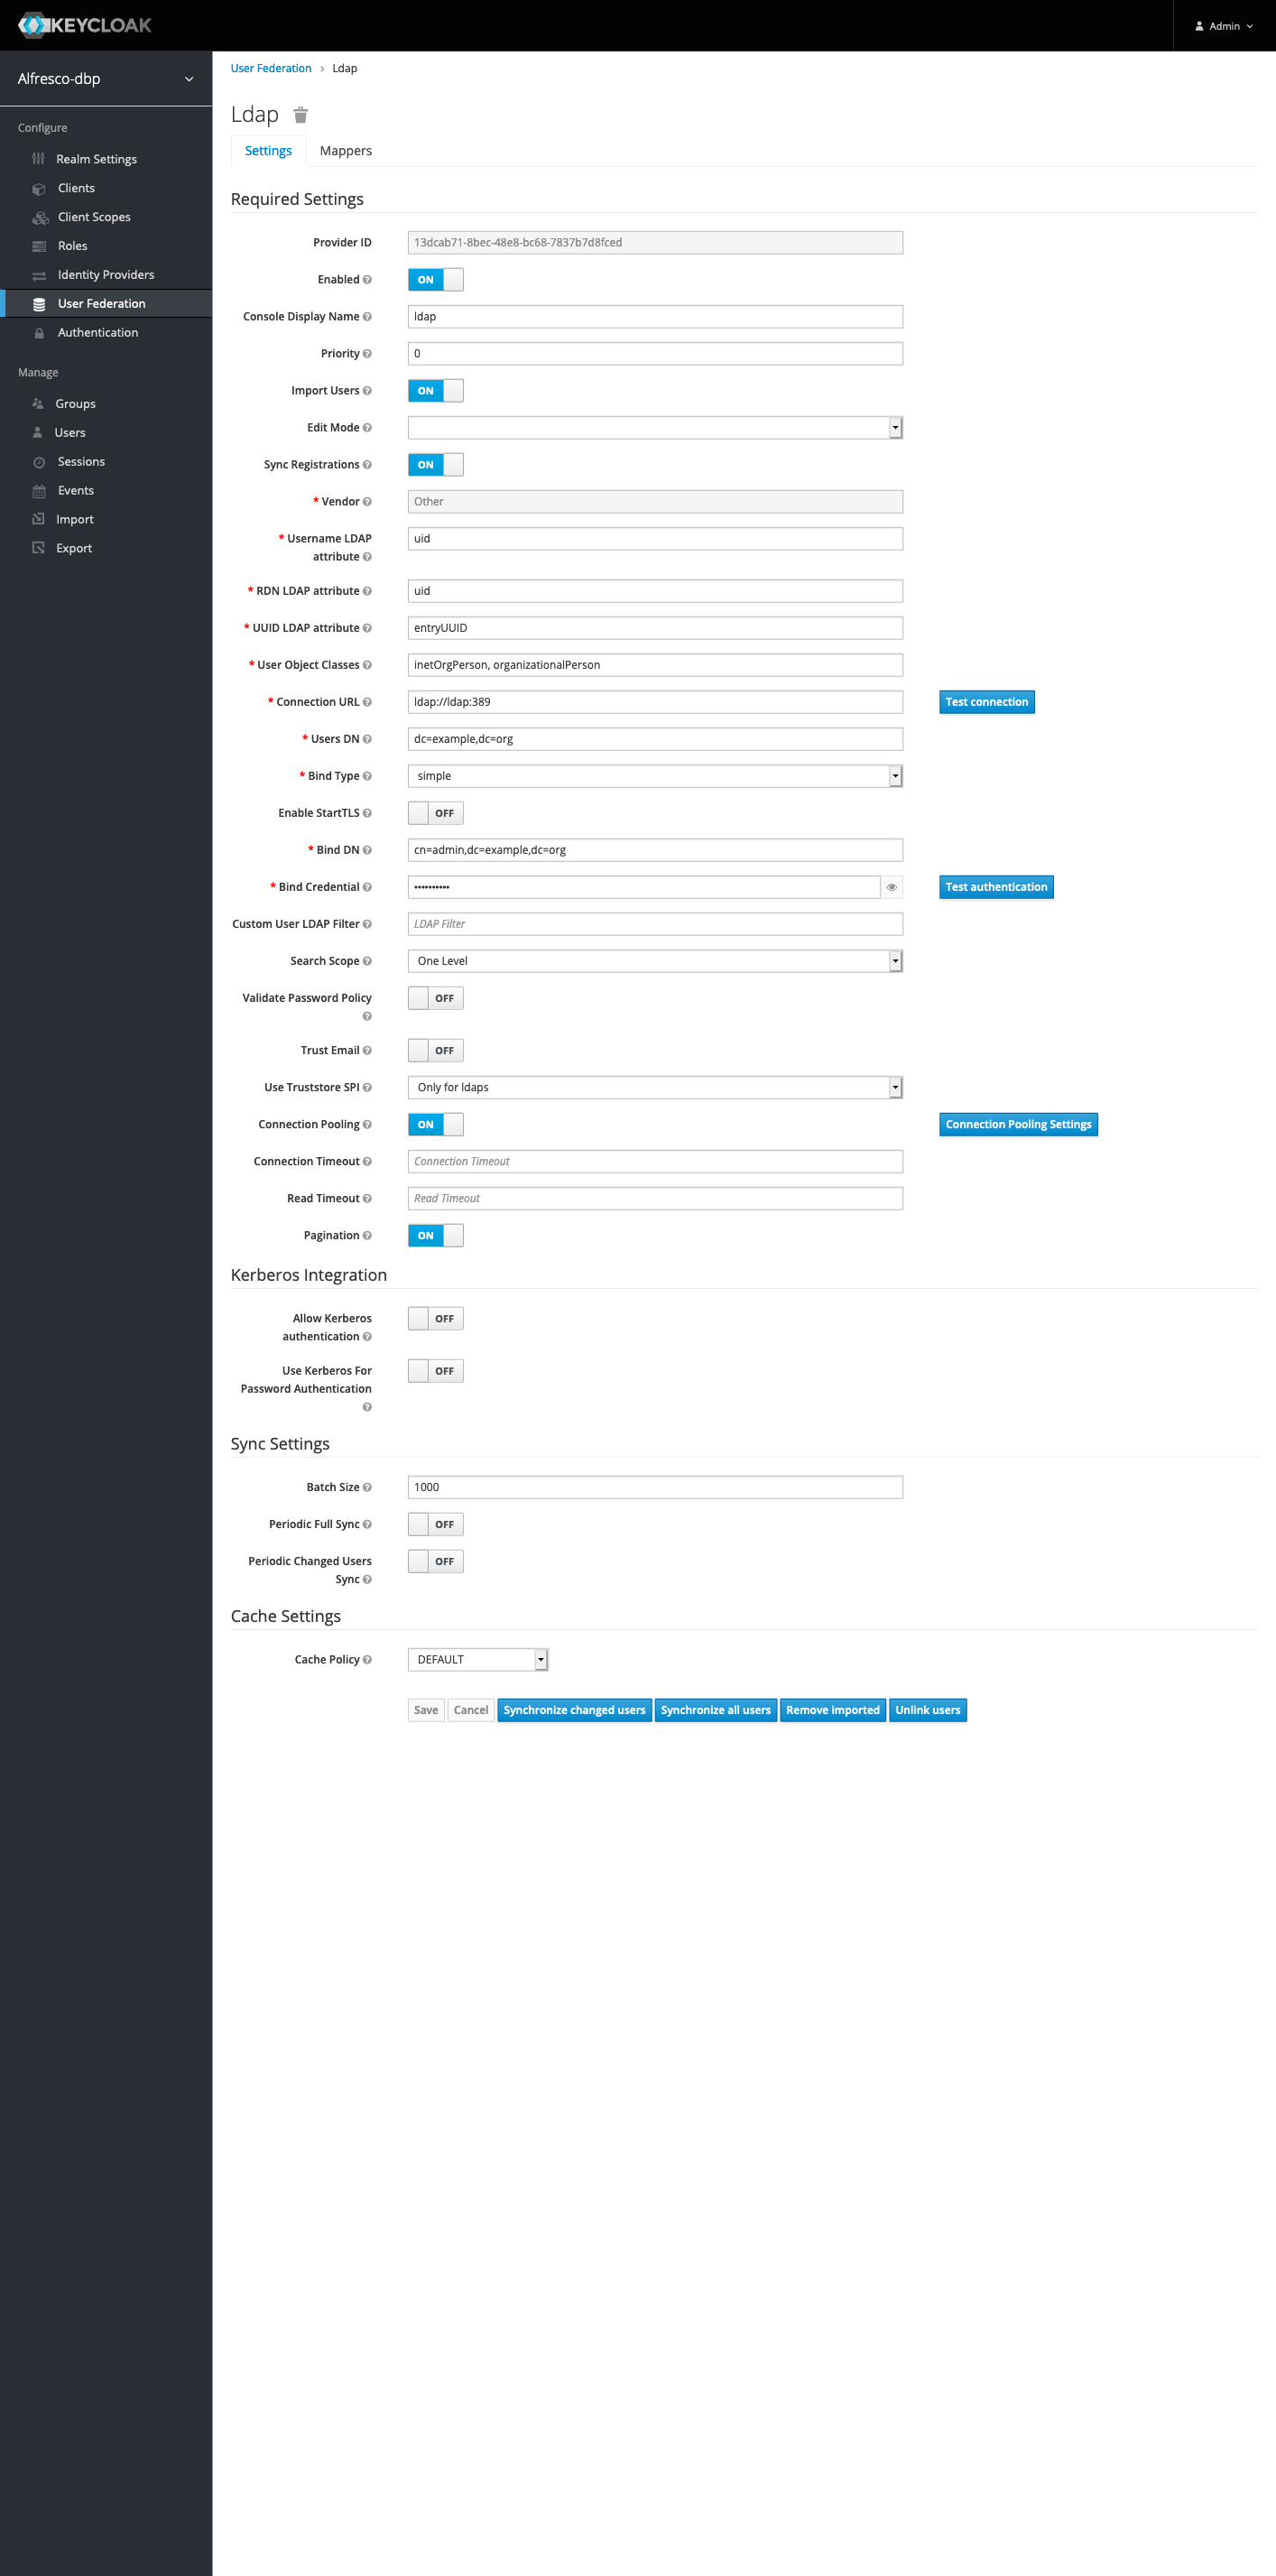 KEYCLOAK
Admin
Alfresco-dbp
Configure
Realm Settings
Clients
Client Scopes
Roles
Identity Providers
User Federation
Authentication
Manage
Groups
Users
Sessions
Events
Import
Export
User Federation > Ldap
Ldap
Settings Mappers
Required Settings
Provider ID 13dcab71-8bec-48e8-bc68-7837b7d8fced
Enabled ON
Console Display Name ldap
Priority 0
Import Users ON
Edit Mode
Sync Registrations ON
* Vendor Other
* Username LDAP uid
attribute
* RDN LDAP attribute uid
* UUID LDAP attribute entryUUID
* User Object Classes inetOrgPerson, organizationalPerson
* Connection URL ldap://ldap:389 Test connection
* Users DN dc=example,dc=org
* Bind Type simple
Enable StartTLS OFF
* Bind DN cn=admin,dc=example,dc=org
* Bind Credential •••••••••• Test authentication
Custom User LDAP Filter LDAP Filter
Search Scope One Level
Validate Password Policy OFF
Trust Email OFF
Use Truststore SPI Only for ldaps
Connection Pooling ON Connection Pooling Settings
Connection Timeout Connection Timeout
Read Timeout Read Timeout
Pagination ON
Kerberos Integration
Allow Kerberos OFF
authentication
Use Kerberos For OFF
Password Authentication
Sync Settings
Batch Size 1000
Periodic Full Sync OFF
Periodic Changed Users OFF
Sync
Cache Settings
Cache Policy DEFAULT
Save Cancel Synchronize changed users Synchronize all users Remove imported Unlink users